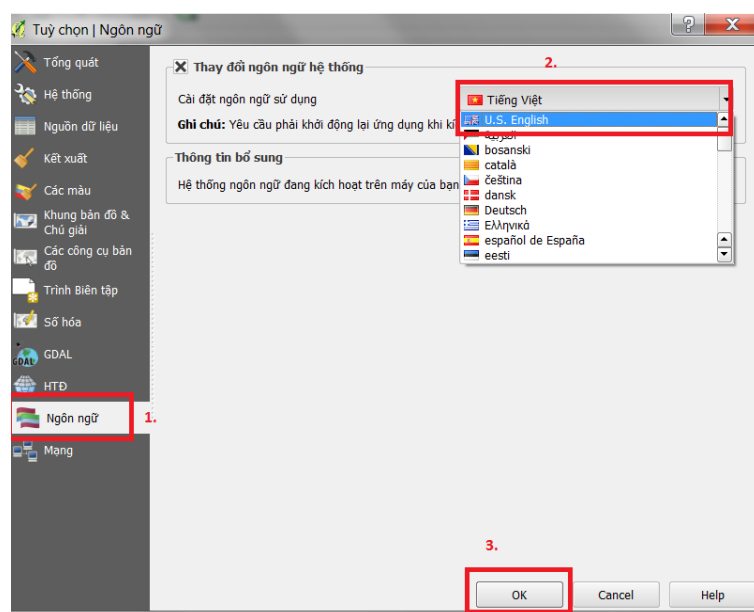 Tuỳ chọn | Ngôn ngữ
Tổng quát
Hệ thống
Nguồn dữ liệu
Kết xuất
Các màu
Khung bản đồ &
Chú giải
Các công cụ bản
đồ
Trình Biên tập
Số hóa
GDAL
HTĐ
Ngôn ngữ
1.
Mạng
Thay đổi ngôn ngữ hệ thống
2.
Cài đặt ngôn ngữ sử dụng
Tiếng Việt
Ghi chú: Yêu cầu phải khởi động lại ứng dụng khi kí
U.S. English
bosanski
català
čeština
dansk
Deutsch
Ελληνικά
español de España
eesti
Thông tin bổ sung
Hệ thống ngôn ngữ đang kích hoạt trên máy của bạn
3.
OK
Cancel
Help